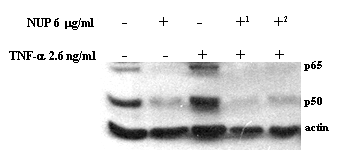 NUP 6 µg/ml - + - +1 +2
TNF-α 2.6 ng/ml - - + + +
p65
p50
actin